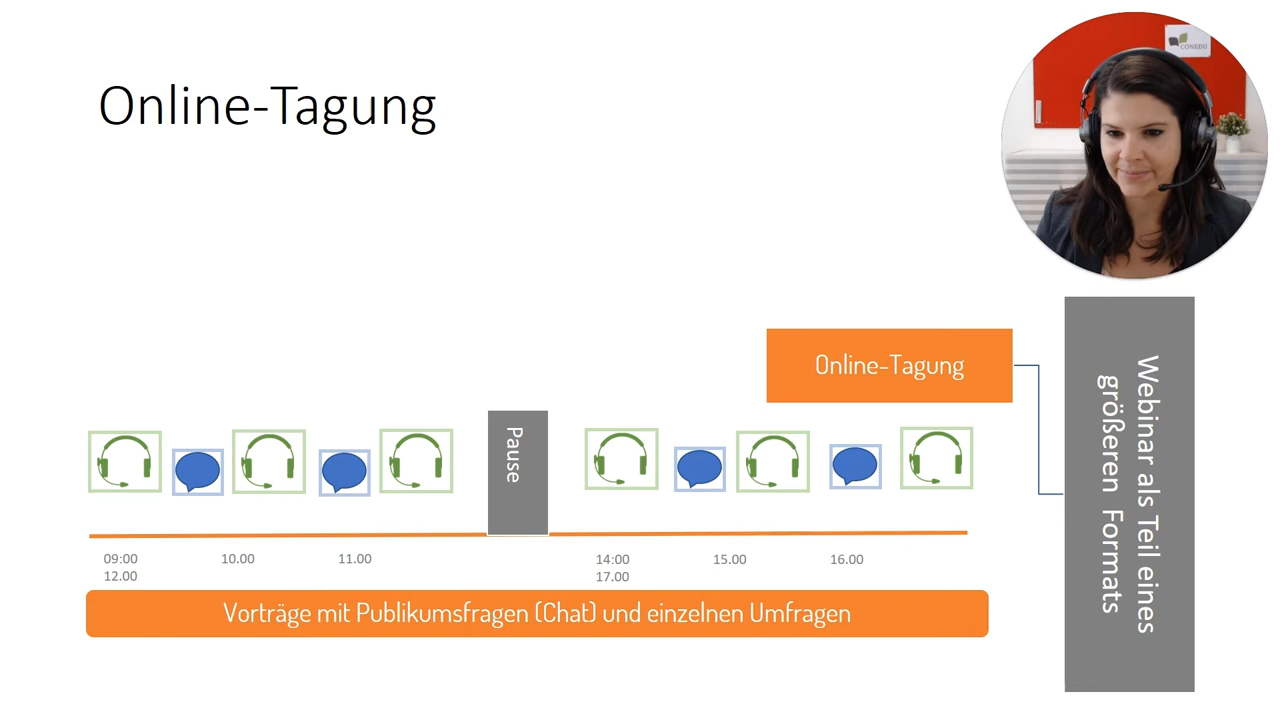 CONEDU
Online-Tagung
Online-Tagung
Webinar als Teil eines
größeren Formats
Pause
09:00 10.00 11.00 14:00 15.00 16.00
12.00 17.00
Vorträge mit Publikumsfragen (Chat) und einzelnen Umfragen